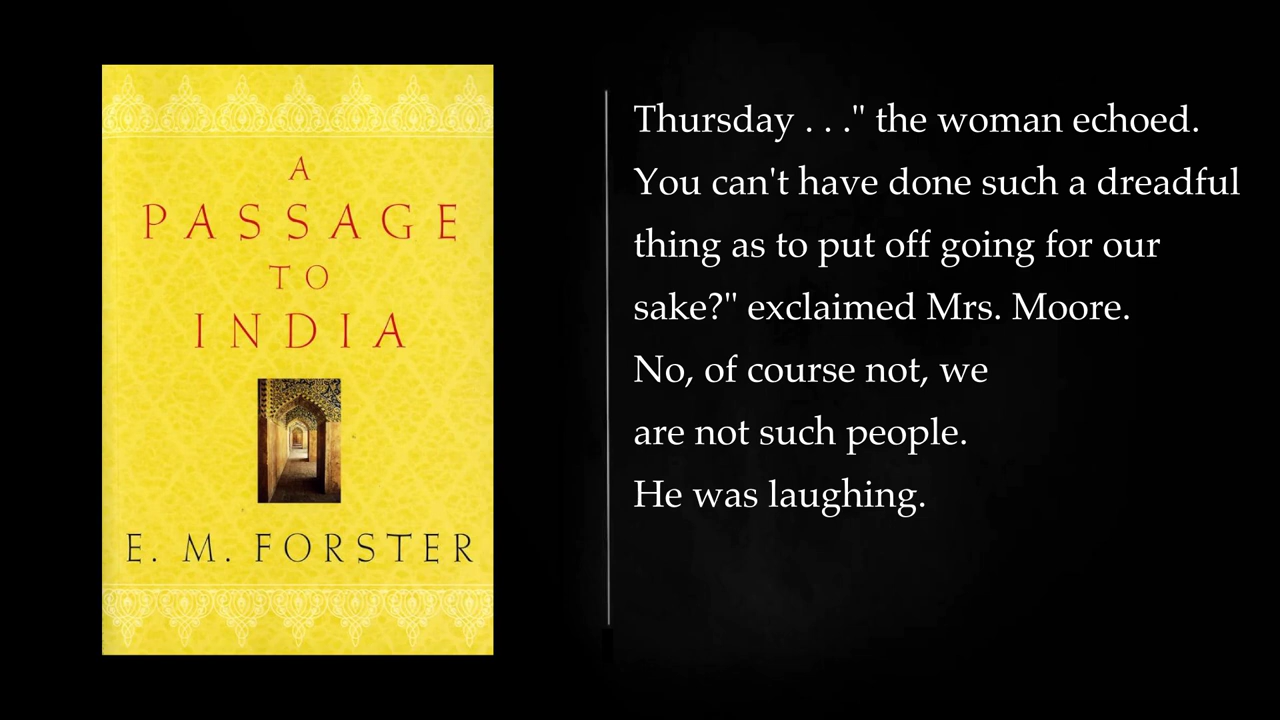 A
PASSAGE
TO
INDIA
E. M. FORSTER
Thursday . . ." the woman echoed.
You can't have done such a dreadful
thing as to put off going for our
sake?" exclaimed Mrs. Moore.
No, of course not, we
are not such people.
He was laughing.